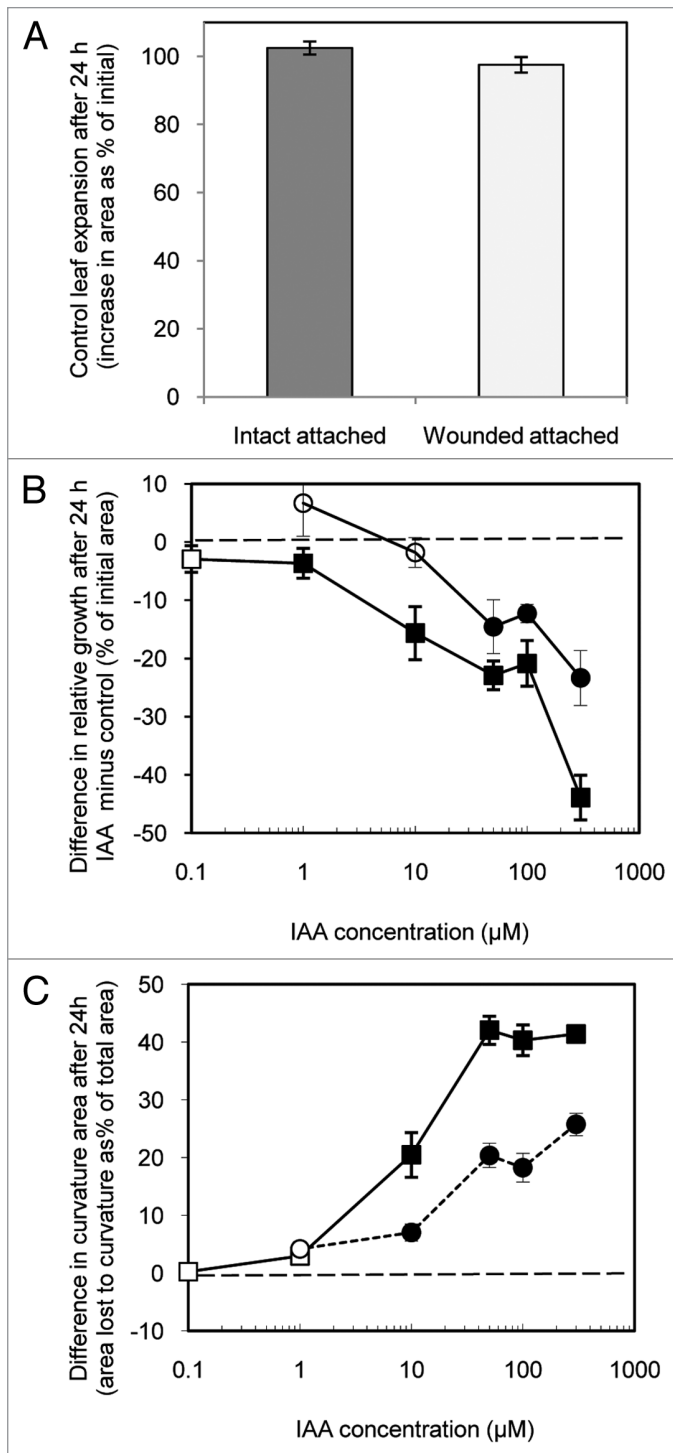 A
Control leaf expansion after 24 h
(increase in area as % of initial)
100
80
60
40
20
0
Intact attached
Wounded attached
B
Difference in relative growth after 24 h
IAA minus control (% of initial area)
10
0
-10
-20
-30
-40
-50
0.1 1 10 100 1000
IAA concentration (µM)
C
Difference in curvature area after 24h
(area lost to curvature as% of total area)
50
40
30
20
10
0
-10
0.1 1 10 100 1000
IAA concentration (µM)